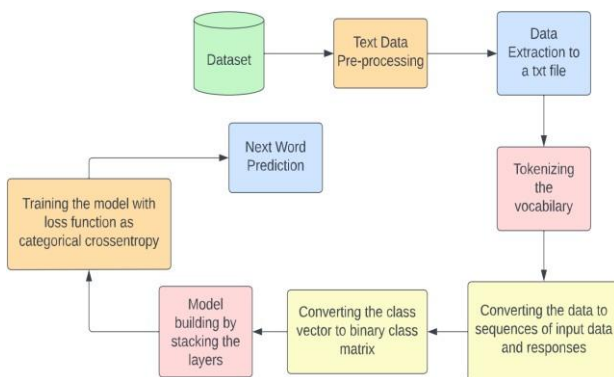 Dataset
Text Data
Pre-processing
Data
Extraction to
a txt file
Tokenizing
the
vocabilary
Converting the data to
sequences of input data
and responses
Converting the class
vector to binary class
matrix
Model
building by
stacking the
layers
Training the model with
loss function as
categorical crossentropy
Next Word
Prediction